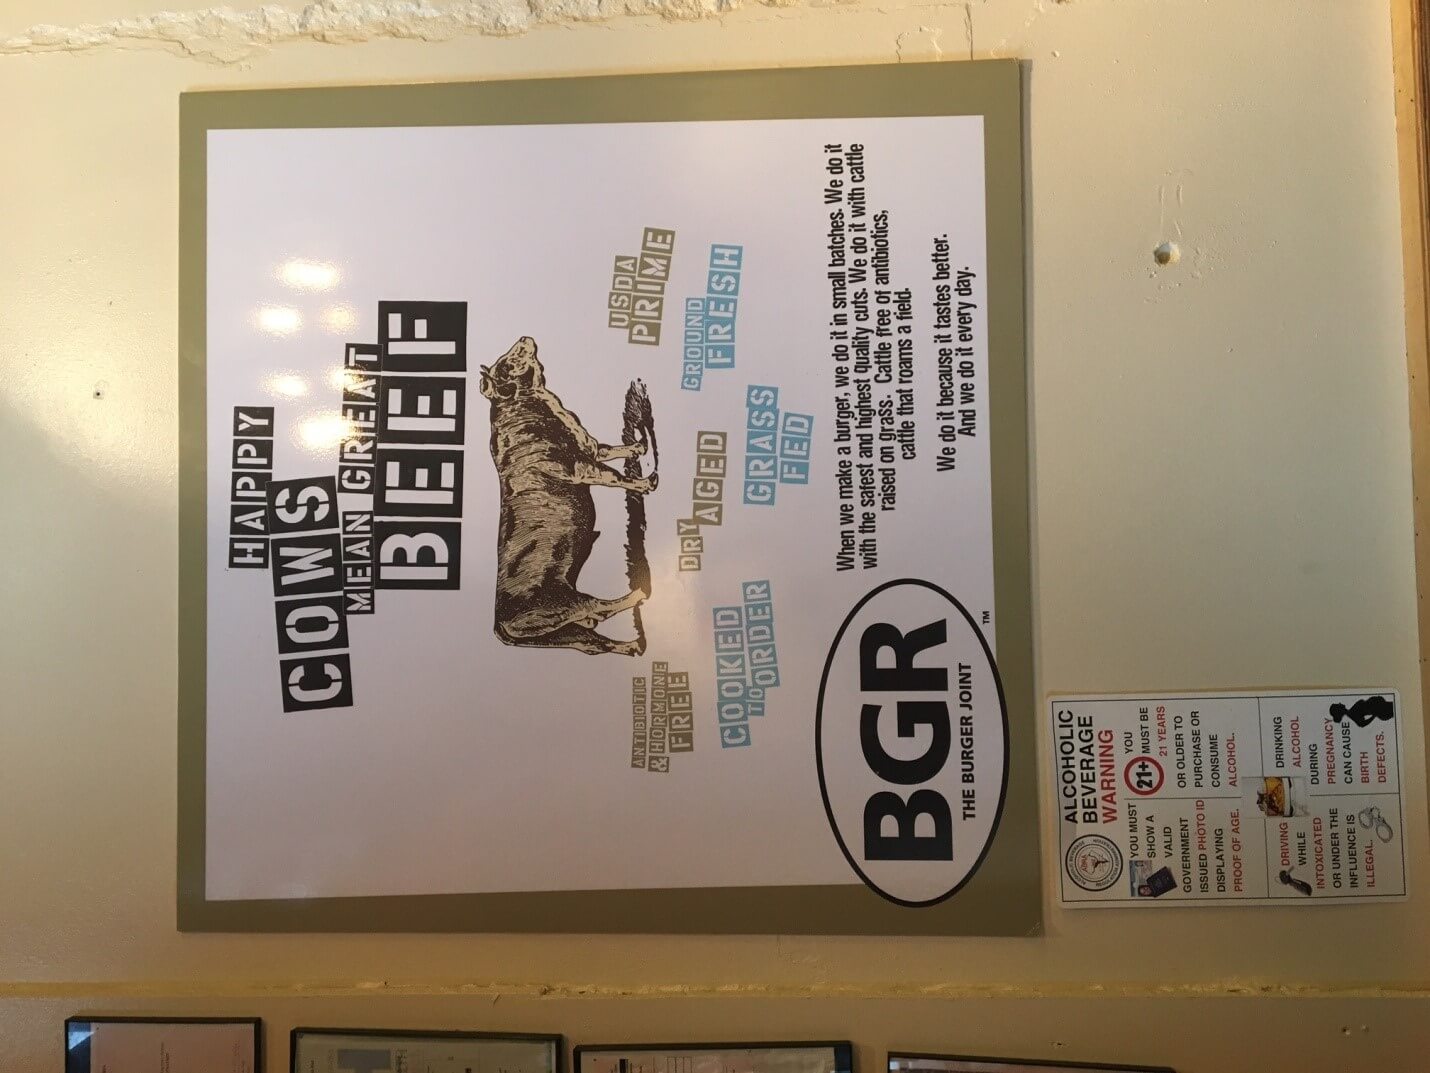 HAPPY
COWS
MEAN GREAT
BEEF
USDA
PRIME
GROUND
FRESH
DRY AGED
GRASS
FED
ANTIBIOTIC
& HORMONE
FREE
COOKED
TO ORDER
When we make a burger, we do it in small batches. We do it
with the safest and highest quality cuts. We do it with cattle
raised on grass. Cattle free of antibiotics,
cattle that roams a field.
We do it because it tastes better.
And we do it every day.
BGR
THE BURGER JOINT
TM
ALCOHOLIC
BEVERAGE
WARNING
YOU MUST
SHOW A
VALID
GOVERNMENT
ISSUED PHOTO ID
DISPLAYING
PROOF OF AGE.
21+
YOU
MUST BE
21 YEARS
OR OLDER TO
PURCHASE OR
CONSUME
ALCOHOL.
DRIVING
WHILE
INTOXICATED
OR UNDER THE
INFLUENCE IS
ILLEGAL.
DRINKING
ALCOHOL
DURING
PREGNANCY
CAN CAUSE
BIRTH
DEFECTS.